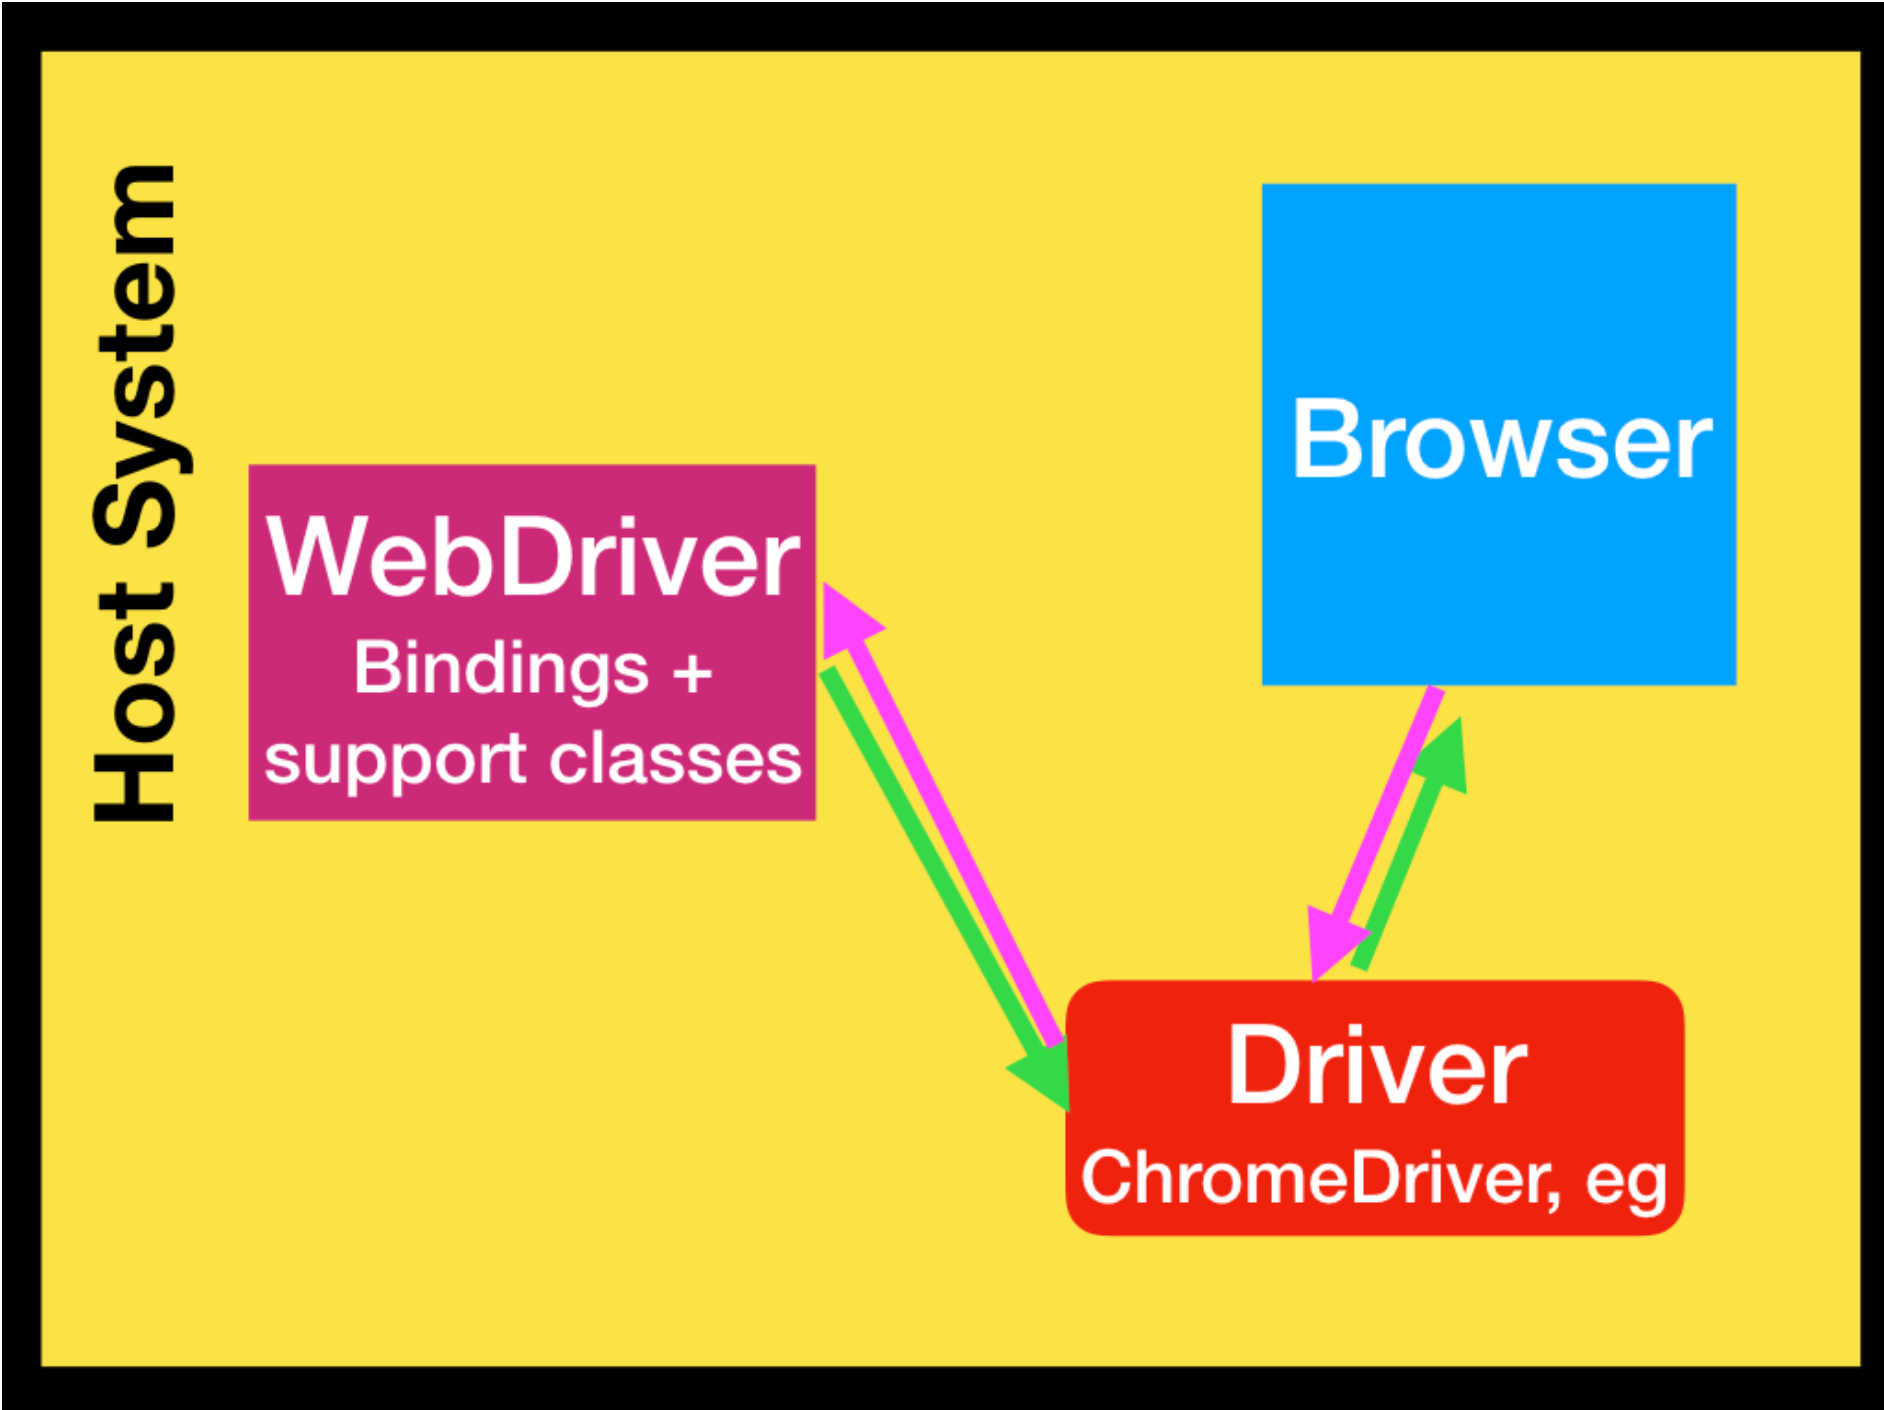 Host System
WebDriver
Bindings +
support classes
Browser
Driver
ChromeDriver, eg